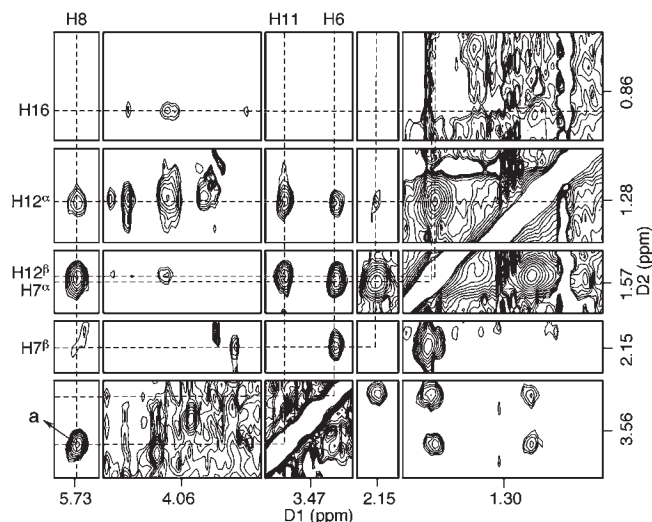 H8 H11 H6
H16
0.86
H12α
1.28
H12β
H7α
1.57
D2 (ppm)
H7β
2.15
a
3.56
5.73 4.06 3.47 2.15 1.30
D1 (ppm)